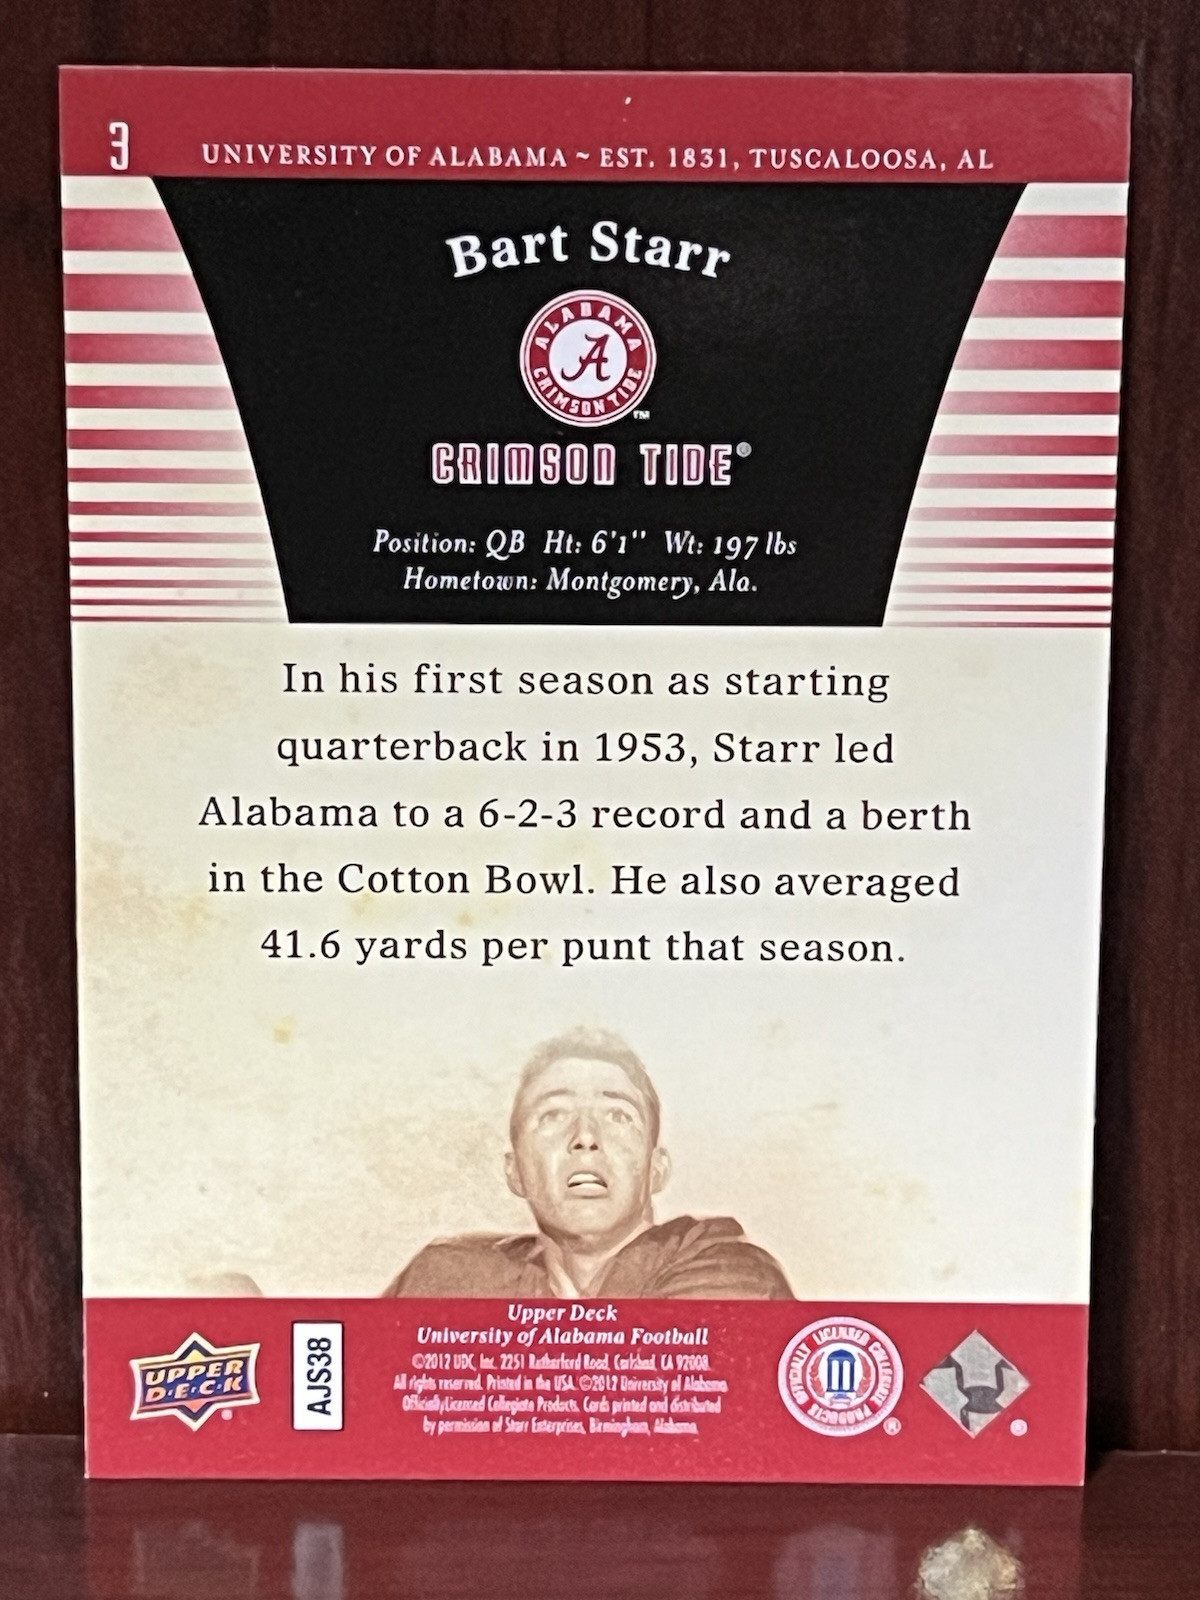 3
UNIVERSITY OF ALABAMA ~ EST. 1831, TUSCALOOSA, AL
Bart Starr
ALABAMA
A
CRIMSON TIDE
TM
CRIMSON TIDE®
Position: QB Ht: 6'1" Wt: 197 lbs
Hometown: Montgomery, Ala.
In his first season as starting
quarterback in 1953, Starr led
Alabama to a 6-2-3 record and a berth
in the Cotton Bowl. He also averaged
41.6 yards per punt that season.
Upper Deck
University of Alabama Football
©2012 UDC, Inc. 2251 Rutherford Road, Carlsbad, CA 92008.
All rights reserved. Printed in the USA. ©2012 University of Alabama
Officially Licensed Collegiate Products. Cards printed and distributed
by permission of Starr Enterprises, Birmingham, Alabama.
UPPER
D·E·C·K
®
AJS38
OFFICIALLY LICENSED COLLEGIATE PRODUCTS
®
®